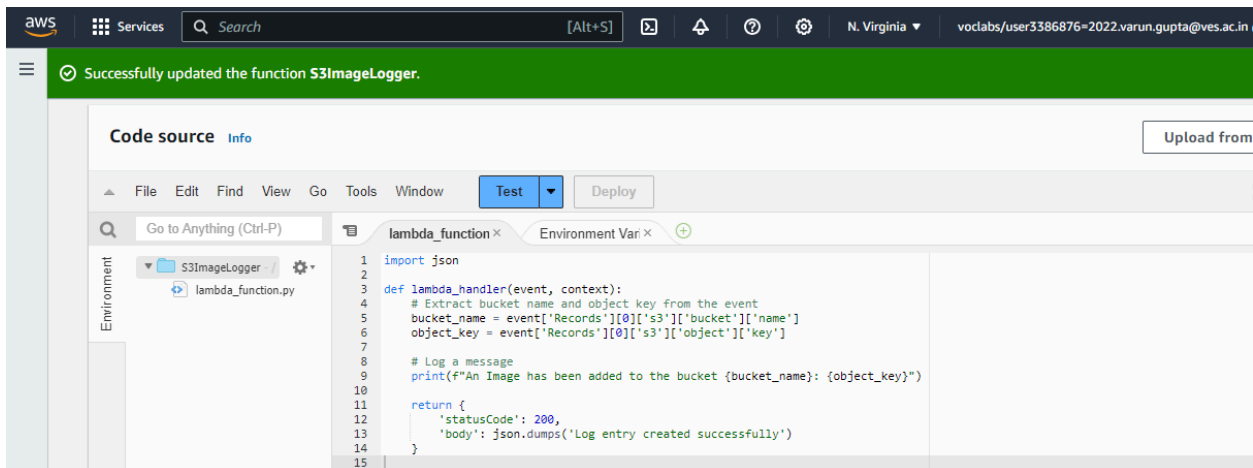 aws Services Search [Alt+S] N. Virginia ▼ voclabs/user3386876=2022.varun.gupta@ves.ac.in
Successfully updated the function S3ImageLogger.
Code source Info Upload from
File Edit Find View Go Tools Window Test Deploy
Go to Anything (Ctrl-P) lambda_function × Environment Vari ×
Environment
S3ImageLogger - /
lambda_function.py
1 import json
2
3 def lambda_handler(event, context):
4     # Extract bucket name and object key from the event
5     bucket_name = event['Records'][0]['s3']['bucket']['name']
6     object_key = event['Records'][0]['s3']['object']['key']
7
8     # Log a message
9     print(f"An Image has been added to the bucket {bucket_name}: {object_key}")
10
11     return {
12         'statusCode': 200,
13         'body': json.dumps('Log entry created successfully')
14     }
15